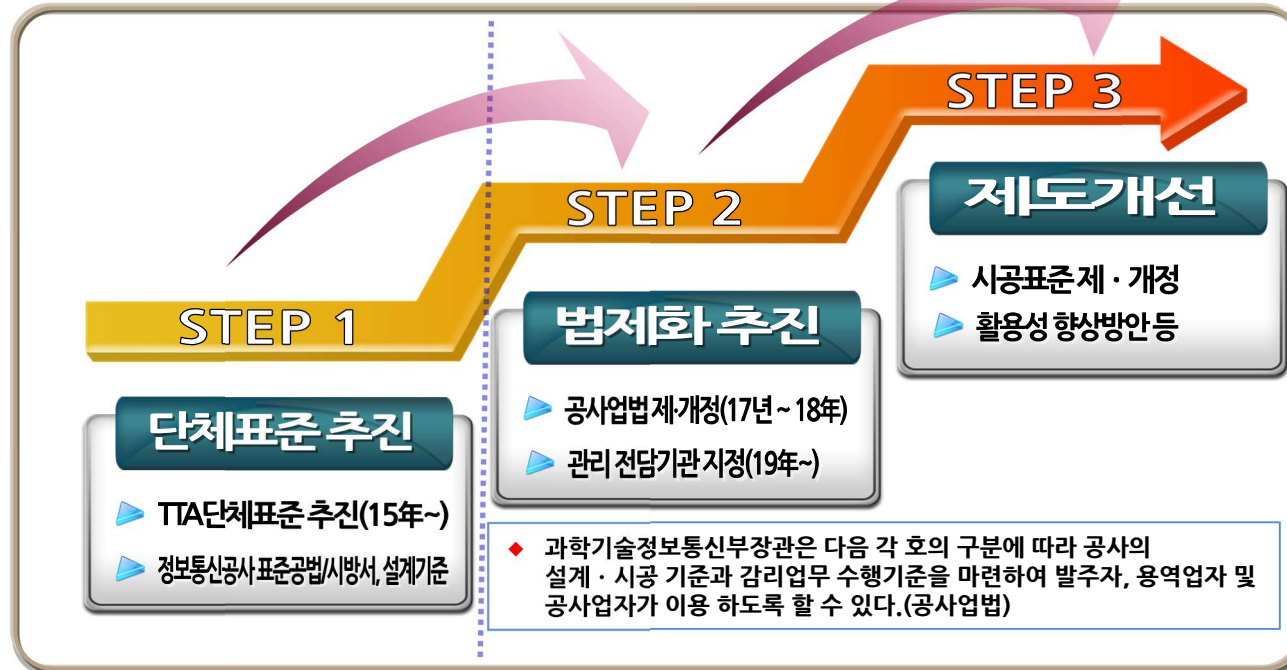 STEP 1
단체표준 추진
TTA단체표준 추진(15年~)
정보통신공사 표준공법/시방서, 설계기준
STEP 2
법제화 추진
공사업법 제·개정(17년 ~ 18年)
관리 전담기관 지정(19年~)
STEP 3
제도개선
시공표준 제 · 개정
활용성 향상방안 등
◆ 과학기술정보통신부장관은 다음 각 호의 구분에 따라 공사의
설계 · 시공 기준과 감리업무 수행기준을 마련하여 발주자, 용역업자 및
공사업자가 이용 하도록 할 수 있다.(공사업법)